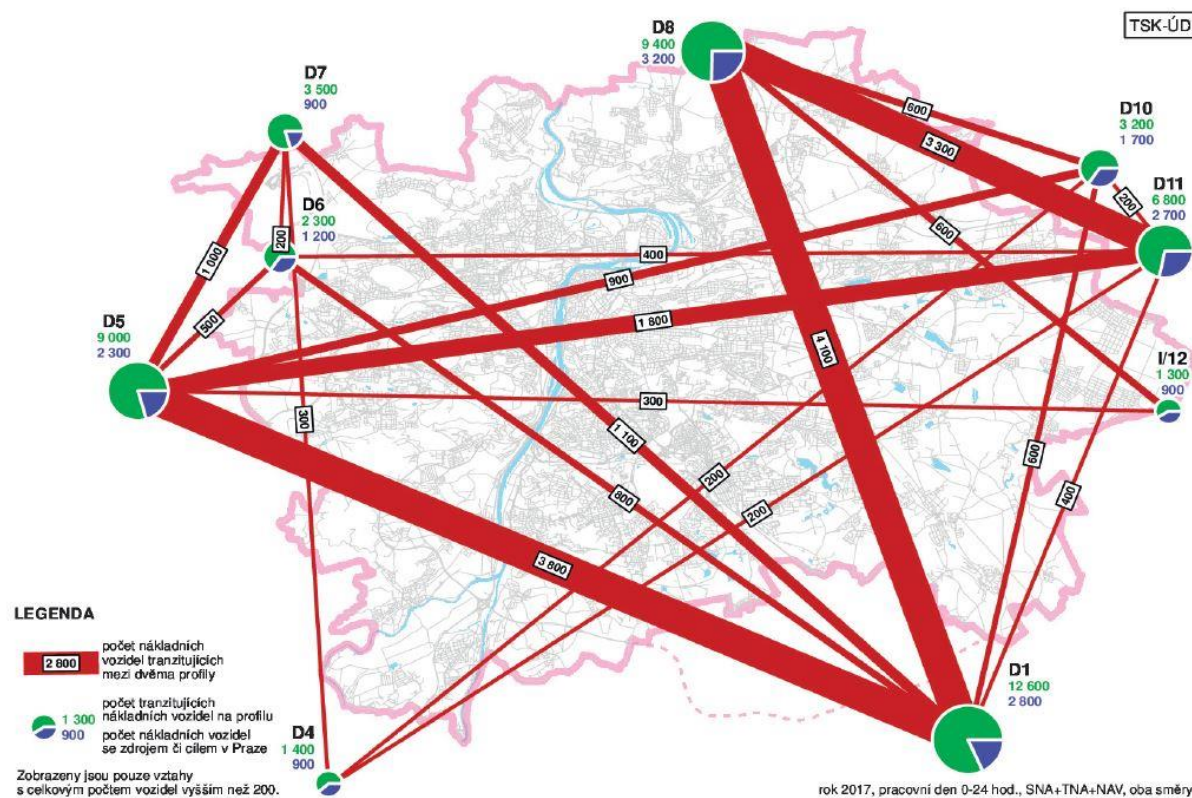 TSK-ÚD
D8
9 400
3 200
D7
3 500
900
D10
3 200
1 700
D11
6 800
2 700
D6
2 300
1 200
D5
9 000
2 300
I/12
1 300
900
600
3 300
200
600
200
1 000
400
900
500
1 800
4 100
300
300
1 100
600
200
400
800
200
3 800
D1
12 600
2 800
D4
1 400
900
LEGENDA
2 800
počet nákladních
vozidel tranzitujících
mezi dvěma profily
1 300
900
počet tranzitujících
nákladních vozidel na profilu
počet nákladních vozidel
se zdrojem či cílem v Praze
Zobrazeny jsou pouze vztahy
s celkovým počtem vozidel vyšším než 200.
rok 2017, pracovní den 0-24 hod., SNA+TNA+NAV, oba směry